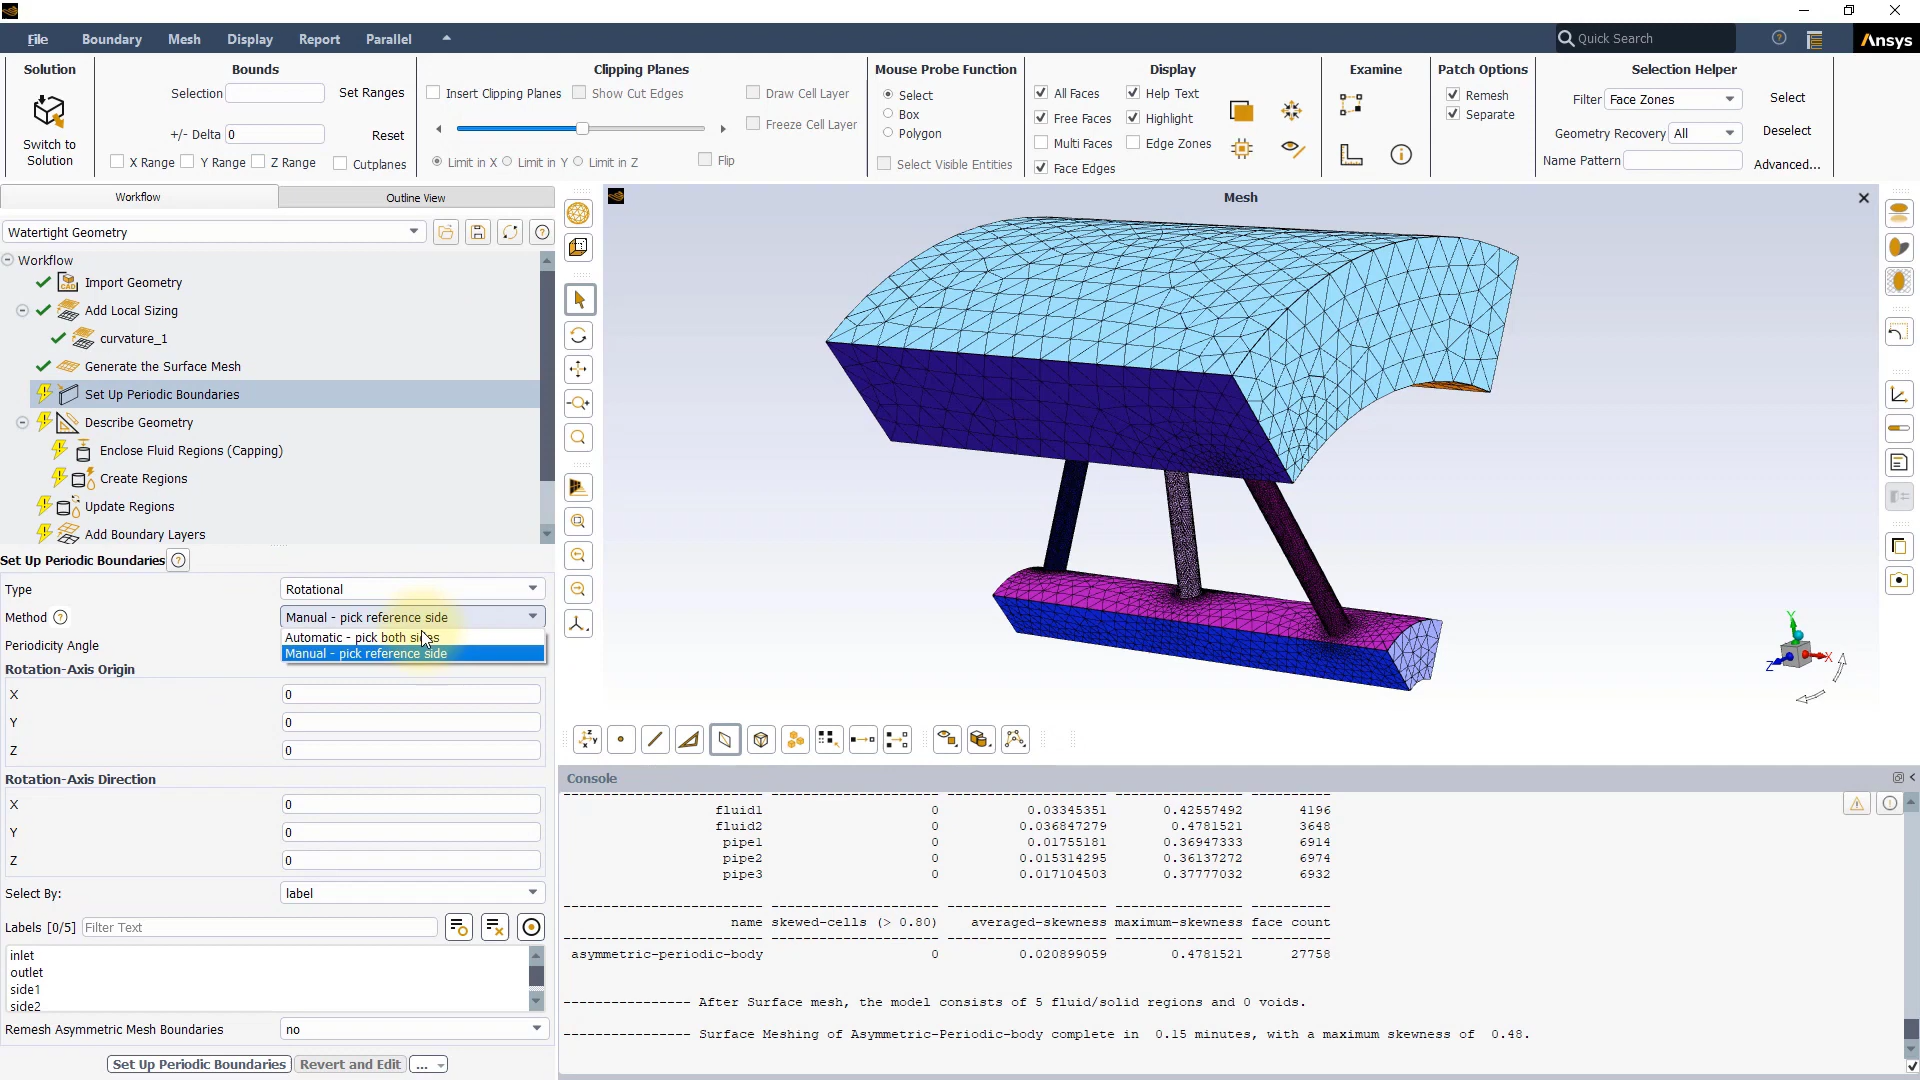 File Boundary Mesh Display Report Parallel Quick Search Ansys
Solution Bounds Clipping Planes Mouse Probe Function Display Examine Patch Options Selection Helper
Switch to Solution
Selection Set Ranges
+/- Delta 0 Reset
X Range Y Range Z Range Cutplanes
Insert Clipping Planes Show Cut Edges Draw Cell Layer
Freeze Cell Layer
Limit in X Limit in Y Limit in Z Flip
Select
Box
Polygon
Select Visible Entities
All Faces Help Text
Free Faces Highlight
Multi Faces Edge Zones
Face Edges
Remesh
Separate
Filter Face Zones Select
Geometry Recovery All Deselect
Name Pattern Advanced...
Workflow Outline View
Watertight Geometry
Workflow
Import Geometry
Add Local Sizing
curvature_1
Generate the Surface Mesh
Set Up Periodic Boundaries
Describe Geometry
Enclose Fluid Regions (Capping)
Create Regions
Update Regions
Add Boundary Layers
Set Up Periodic Boundaries
Type Rotational
Method Manual - pick reference side
Automatic - pick both sides
Manual - pick reference side
Periodicity Angle
Rotation-Axis Origin
X 0
Y 0
Z 0
Rotation-Axis Direction
X 0
Y 0
Z 0
Select By: label
Labels [0/5] Filter Text
inlet
outlet
side1
side2
Remesh Asymmetric Mesh Boundaries no
Set Up Periodic Boundaries Revert and Edit ...
Mesh
Y
X
Z
Console
fluid1 0 0.03345351 0.42557492 4196
fluid2 0 0.036847279 0.4781521 3648
pipe1 0 0.01755181 0.36947333 6914
pipe2 0 0.015314295 0.36137272 6974
pipe3 0 0.017104503 0.37777032 6932
name skewed-cells (> 0.80) averaged-skewness maximum-skewness face count
asymmetric-periodic-body 0 0.020899059 0.4781521 27758
---------------- After Surface mesh, the model consists of 5 fluid/solid regions and 0 voids.
---------------- Surface Meshing of Asymmetric-Periodic-body complete in 0.15 minutes, with a maximum skewness of 0.48.